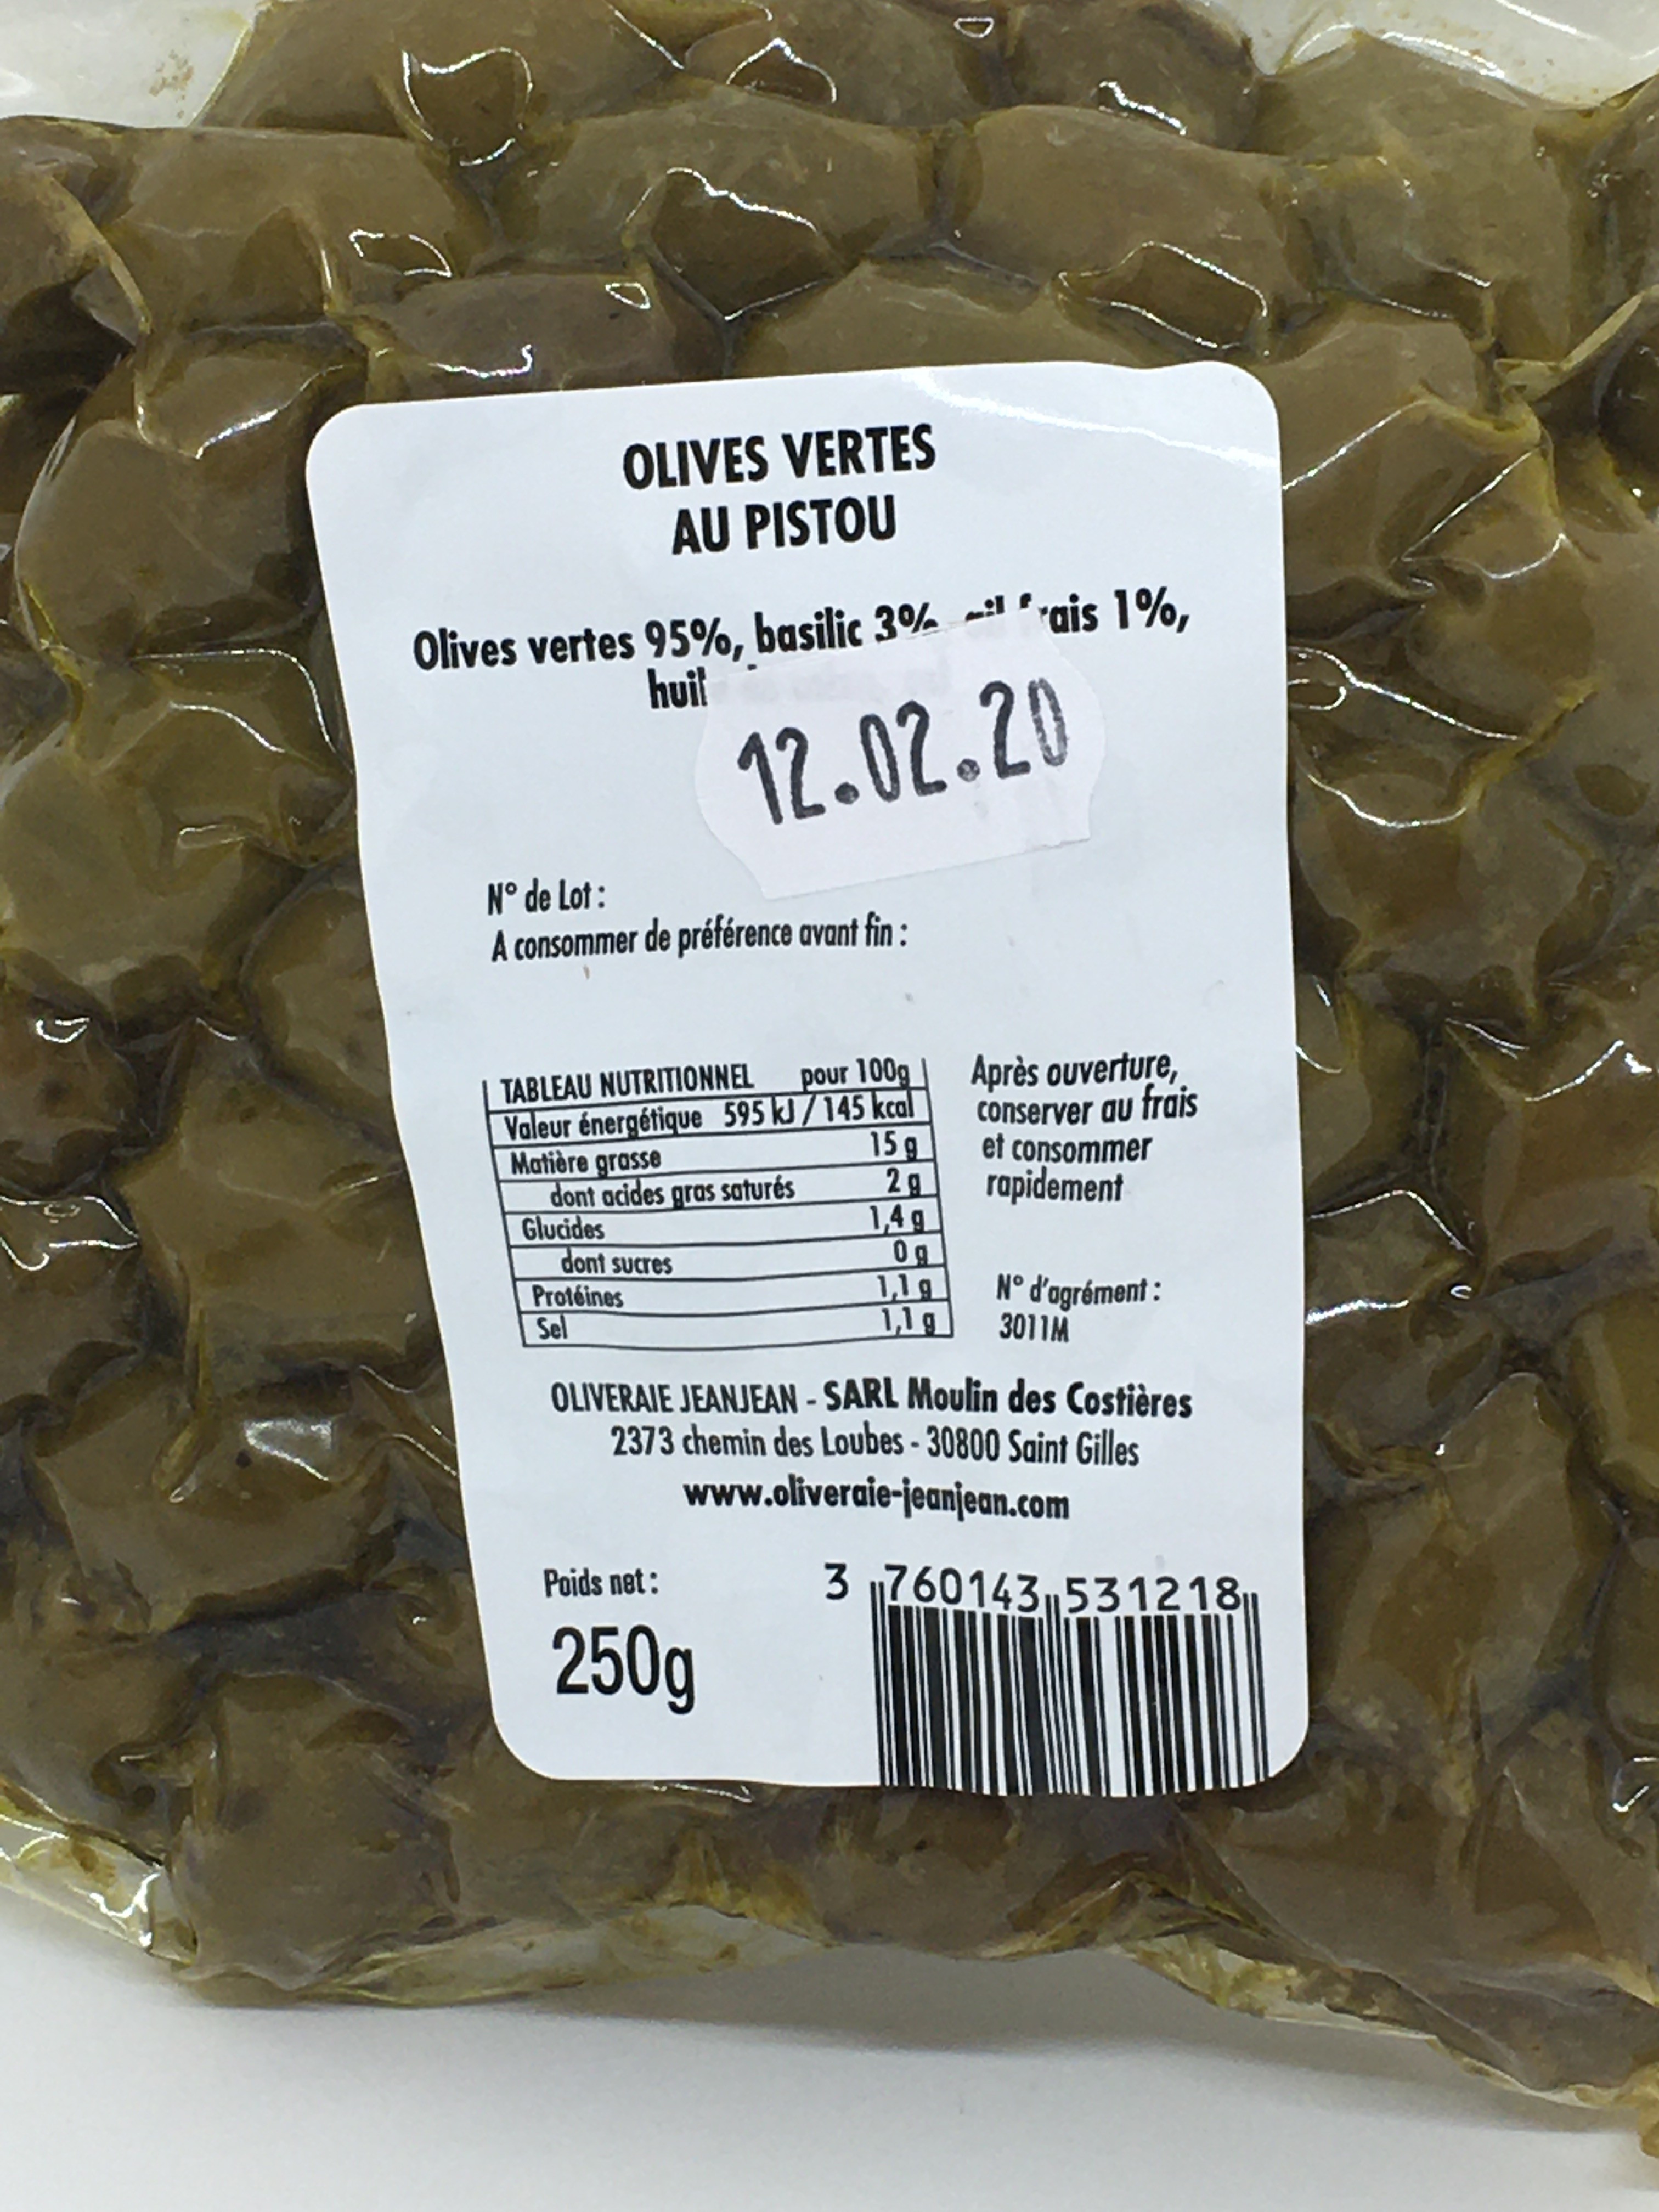 OLIVES VERTES
AU PISTOU
Olives vertes 95%, basilic 3% ail frais 1%,
12.02.20
N° de Lot :
A consommer de préférence avant fin :
TABLEAU NUTRITIONNEL pour 100g
Valeur énergétique 595 kJ / 145 kcal
Matière grasse 15 g
dont acides gras saturés 2 g
Glucides 1,4 g
dont sucres 0 g
Protéines 1,1 g
Sel 1,1 g
Après ouverture,
conserver au frais
et consommer
rapidement
N° d'agrément :
3011M
OLIVERAIE JEANJEAN - SARL Moulin des Costières
2373 chemin des Loubes - 30800 Saint Gilles
www.oliveraie-jeanjean.com
Poids net :
250g
3 760143 531218